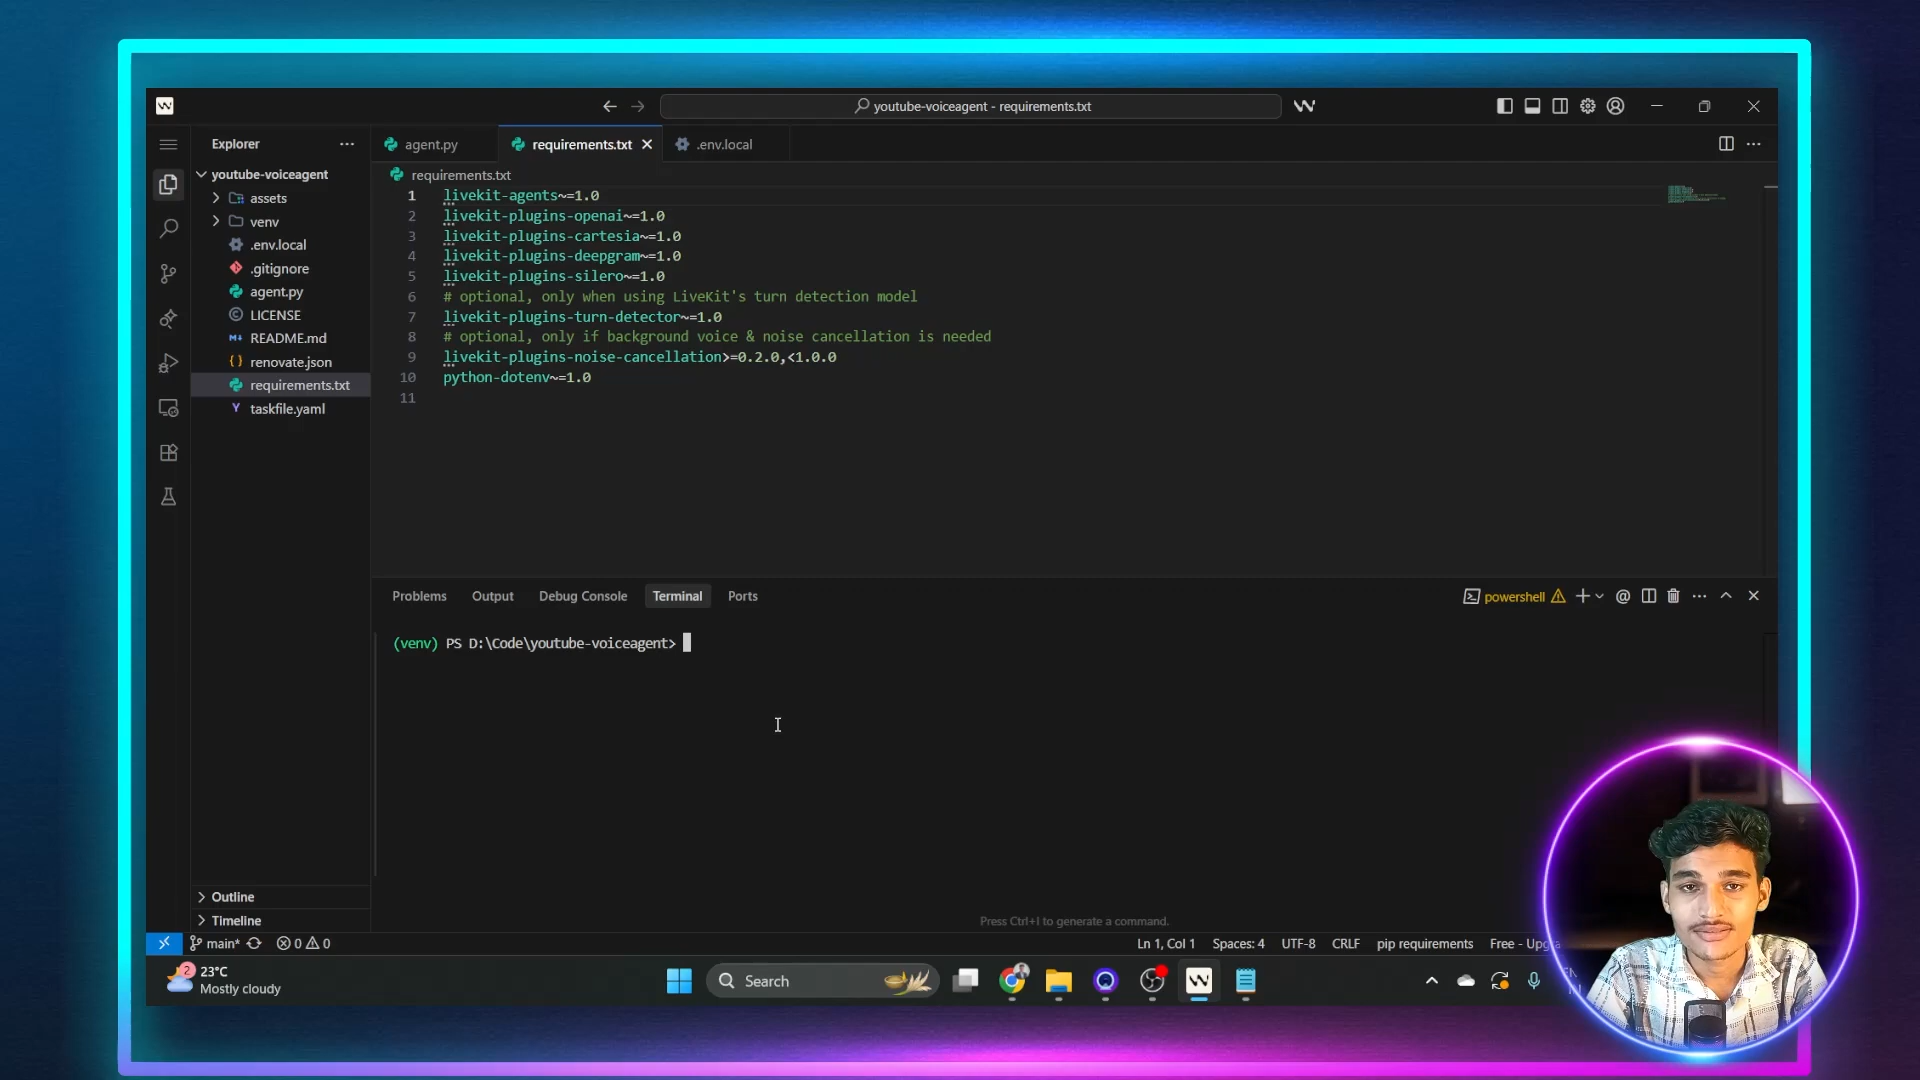 youtube-voiceagent - requirements.txt
Explorer
agent.py
requirements.txt
.env.local
youtube-voiceagent
assets
venv
.env.local
.gitignore
agent.py
LICENSE
README.md
renovate.json
requirements.txt
taskfile.yaml
Outline
Timeline
requirements.txt
1 livekit-agents~=1.0
2 livekit-plugins-openai~=1.0
3 livekit-plugins-cartesia~=1.0
4 livekit-plugins-deepgram~=1.0
5 livekit-plugins-silero~=1.0
6 # optional, only when using LiveKit's turn detection model
7 livekit-plugins-turn-detector~=1.0
8 # optional, only if background voice & noise cancellation is needed
9 livekit-plugins-noise-cancellation>=0.2.0,<1.0.0
10 python-dotenv~=1.0
11
Problems Output Debug Console Terminal Ports
powershell
(venv) PS D:\Code\youtube-voiceagent>
Press Ctrl+I to generate a command.
main* 0 0
Ln 1, Col 1 Spaces: 4 UTF-8 CRLF pip requirements Free -
2
23°C
Mostly cloudy
Search